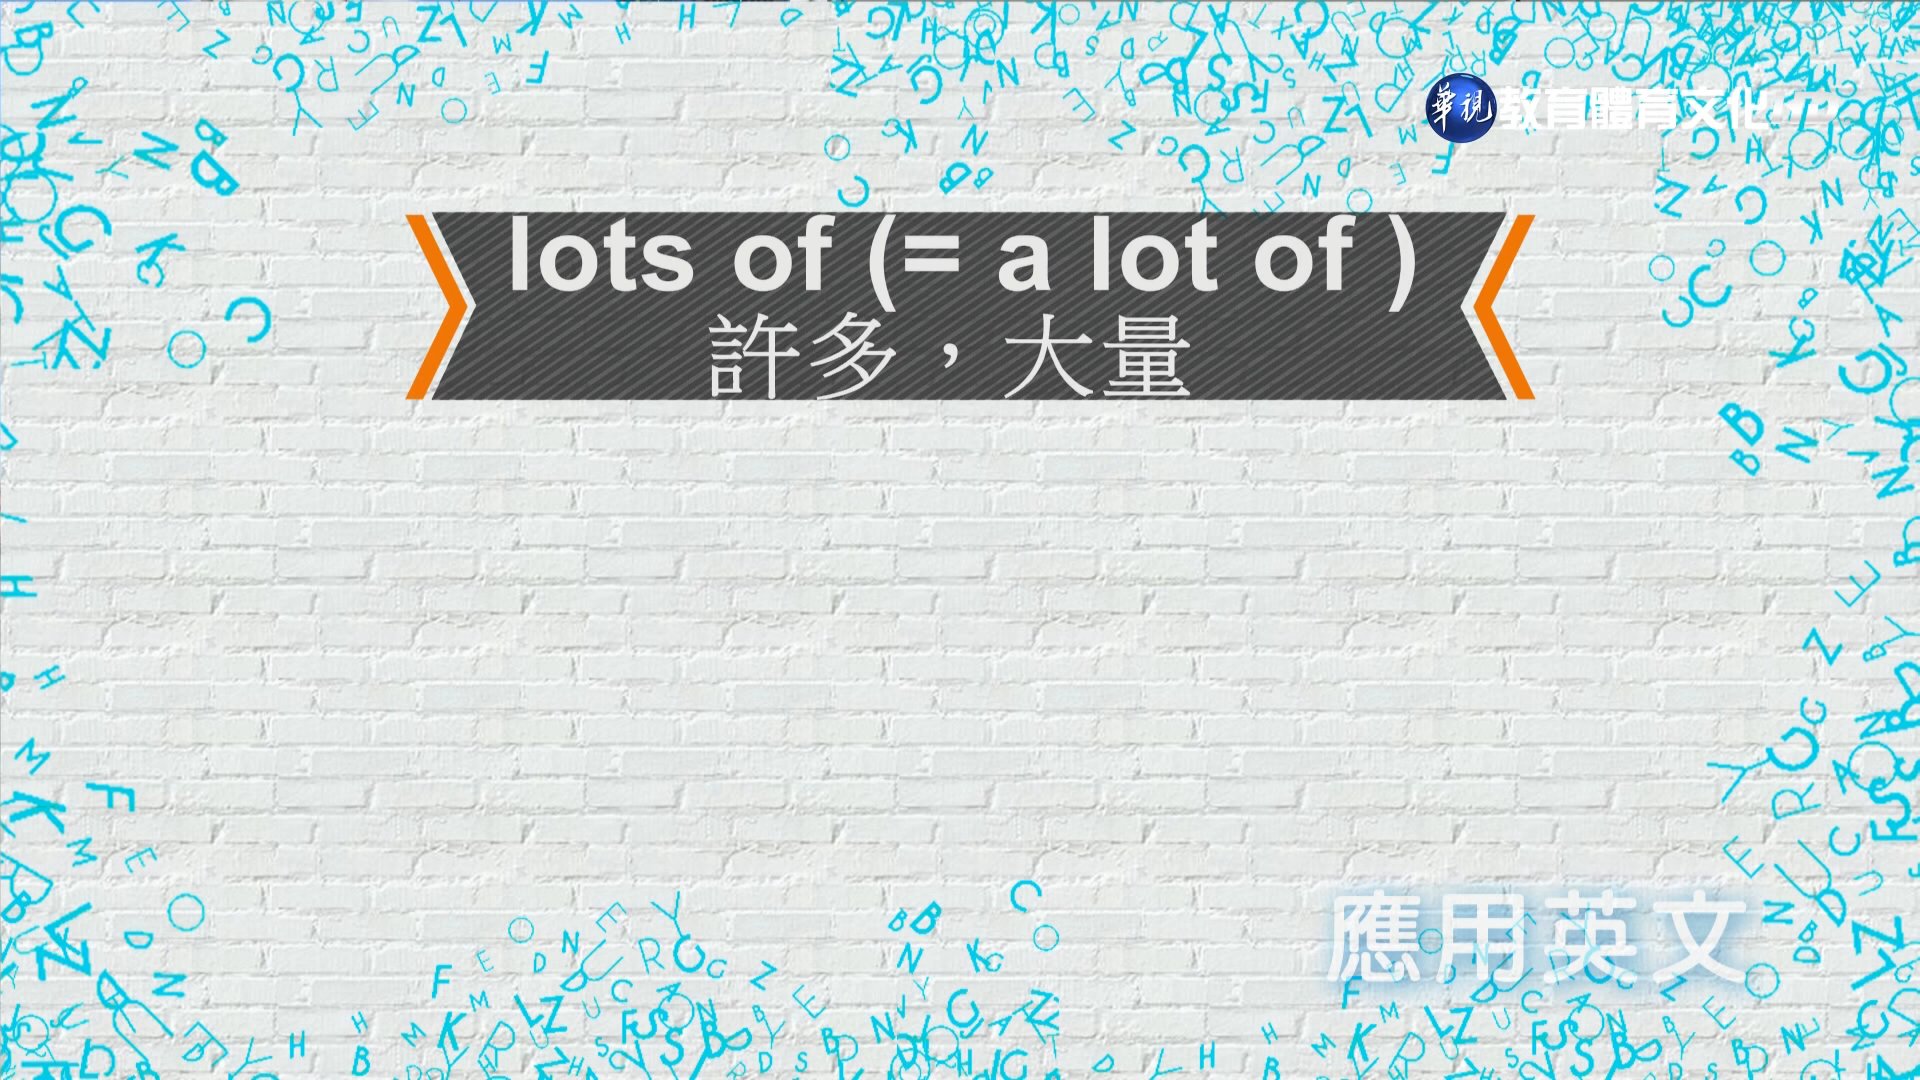 華視 教育體育文化
lots of (= a lot of )
許多，大量
應用英文